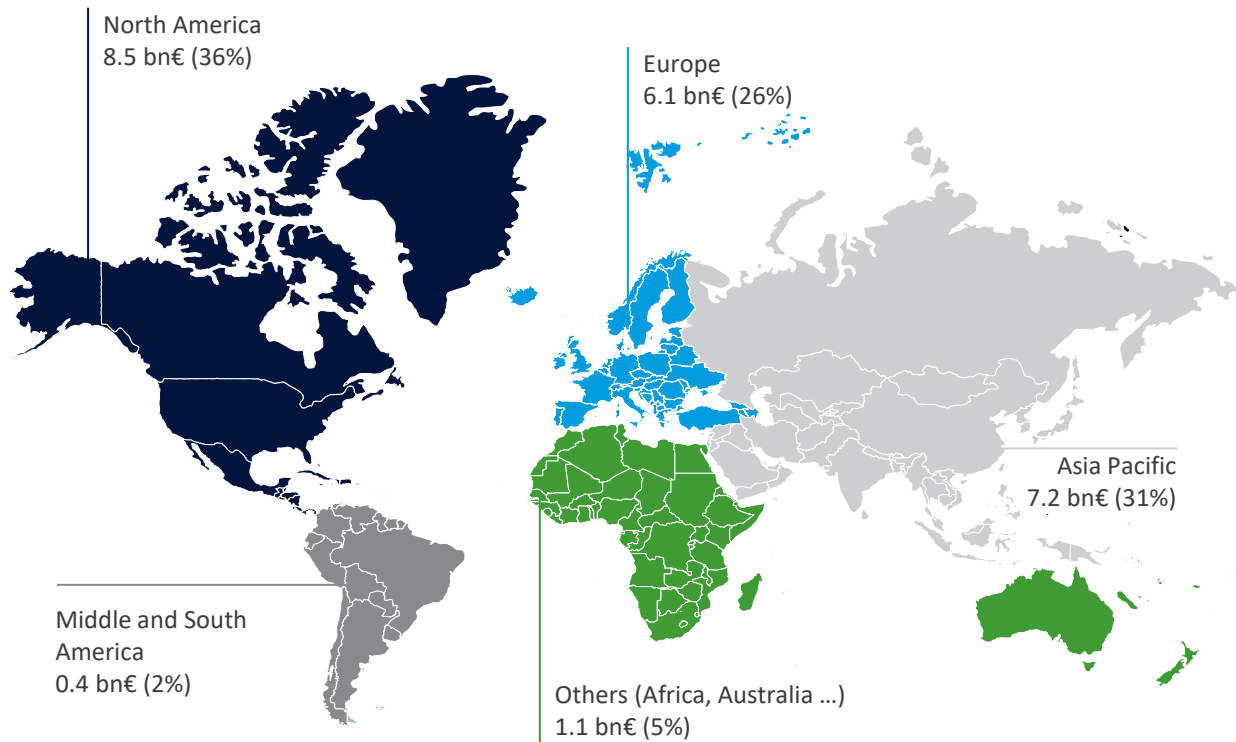 North America
8.5 bn€ (36%)
Europe
6.1 bn€ (26%)
Asia Pacific
7.2 bn€ (31%)
Middle and South
America
0.4 bn€ (2%)
Others (Africa, Australia ...)
1.1 bn€ (5%)